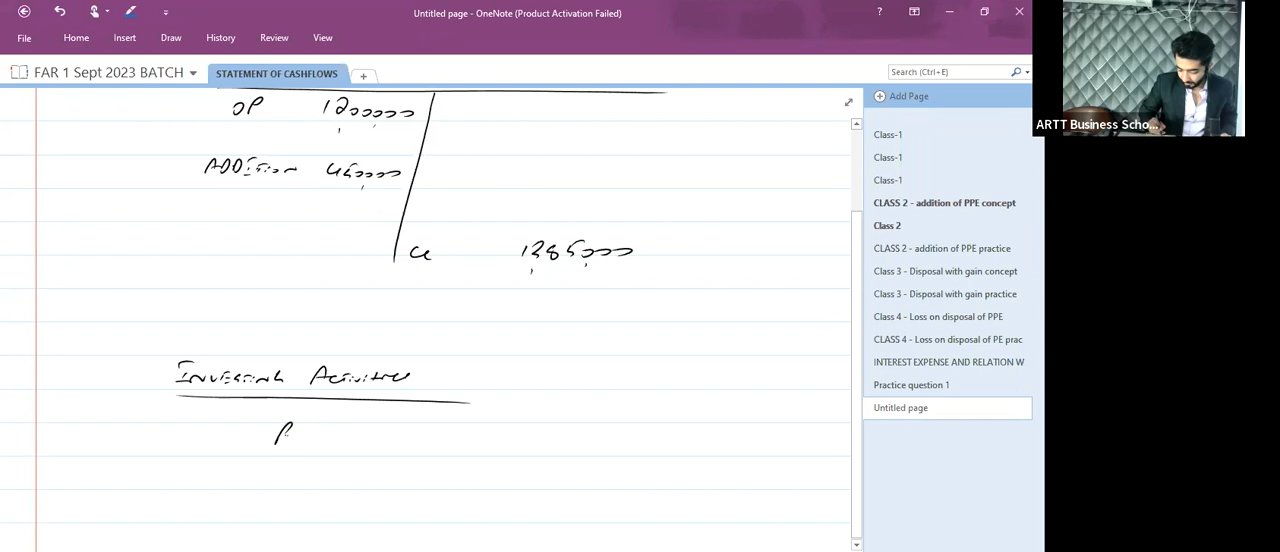 Untitled page - OneNote (Product Activation Failed)
?
File
Home
Insert
Draw
History
Review
View
FAR 1 Sept 2023 BATCH
STATEMENT OF CASHFLOWS
Search (Ctrl+E)
ARTT Business Scho...
Add Page
Class-1
Class-1
Class-1
CLASS 2 - addition of PPE concept
Class 2
CLASS 2 - addition of PPE practice
Class 3 - Disposal with gain concept
Class 3 - Disposal with gain practice
Class 4 - Loss on disposal of PPE
CLASS 4 - Loss on disposal of PE prac
INTEREST EXPENSE AND RELATION W
Practice question 1
Untitled page
OP 1,200,000
ADDITION
INVESTING ACTIVITIES